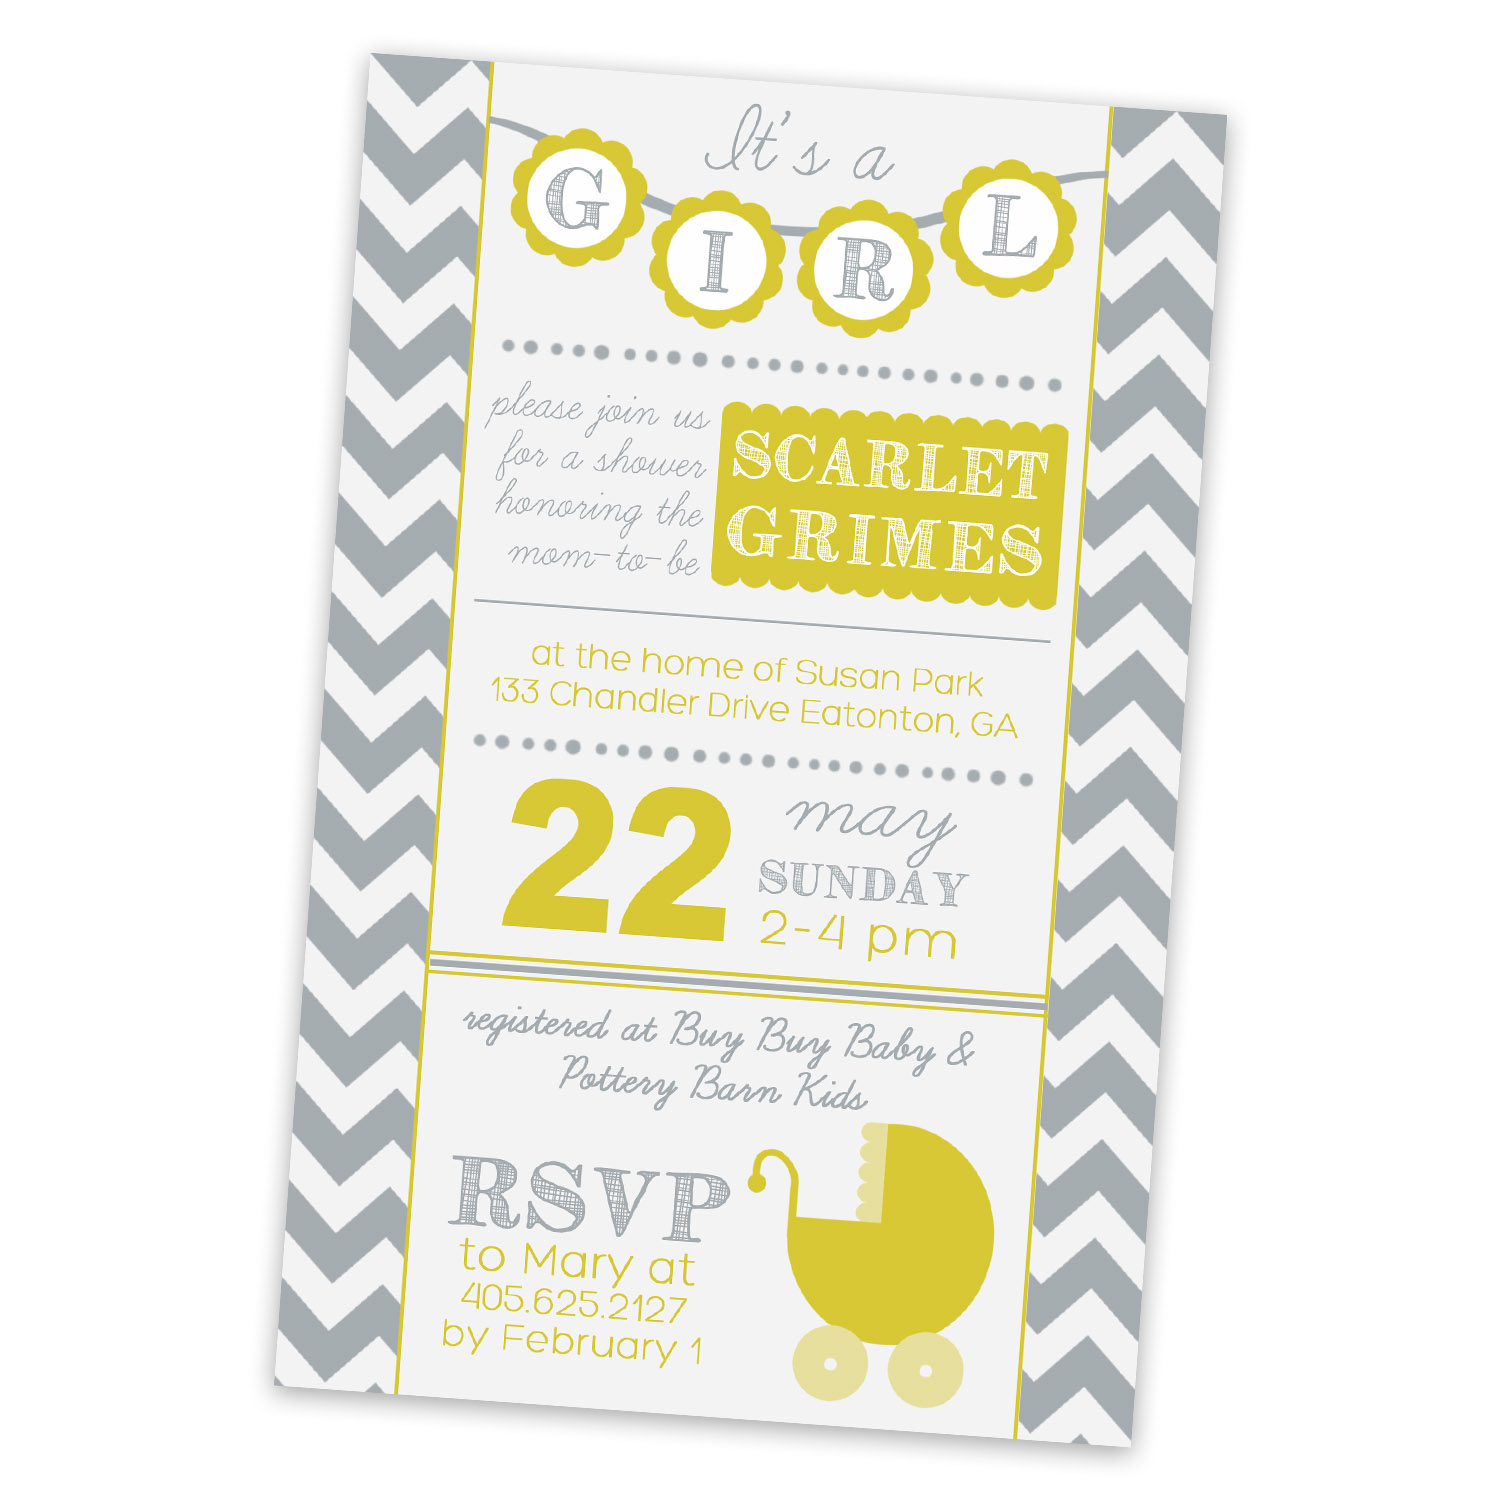 It's a
GIRL
please join us
for a shower
honoring the
mom-to-be
SCARLET
GRIMES
at the home of Susan Park
133 Chandler Drive Eatonton, GA
22
may
SUNDAY
2-4 pm
registered at Buy Buy Baby &
Pottery Barn Kids
RSVP
to Mary at
405.625.2127
by February 1